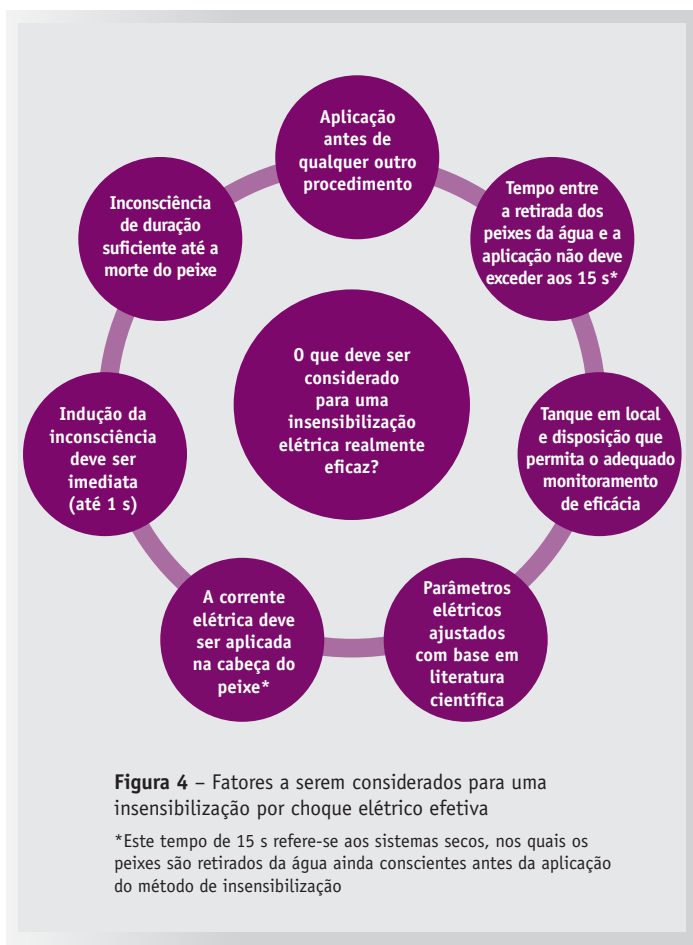 Aplicação
antes de
qualquer outro
procedimento
Tempo entre
a retirada dos
peixes da água e a
aplicação não deve
exceder aos 15 s*
Tanque em local
e disposição que
permita o adequado
monitoramento
de eficácia
Parâmetros
elétricos
ajustados
com base em
literatura
científica
A corrente
elétrica deve
ser aplicada
na cabeça do
peixe*
Indução da
inconsciência
deve ser
imediata
(até 1 s)
Inconsciência
de duração
suficiente até a
morte do peixe
O que deve ser
considerado
para uma
insensibilização
elétrica realmente
eficaz?
Figura 4 – Fatores a serem considerados para uma
insensibilização por choque elétrico efetiva
*Este tempo de 15 s refere-se aos sistemas secos, nos quais os
peixes são retirados da água ainda conscientes antes da aplicação
do método de insensibilização